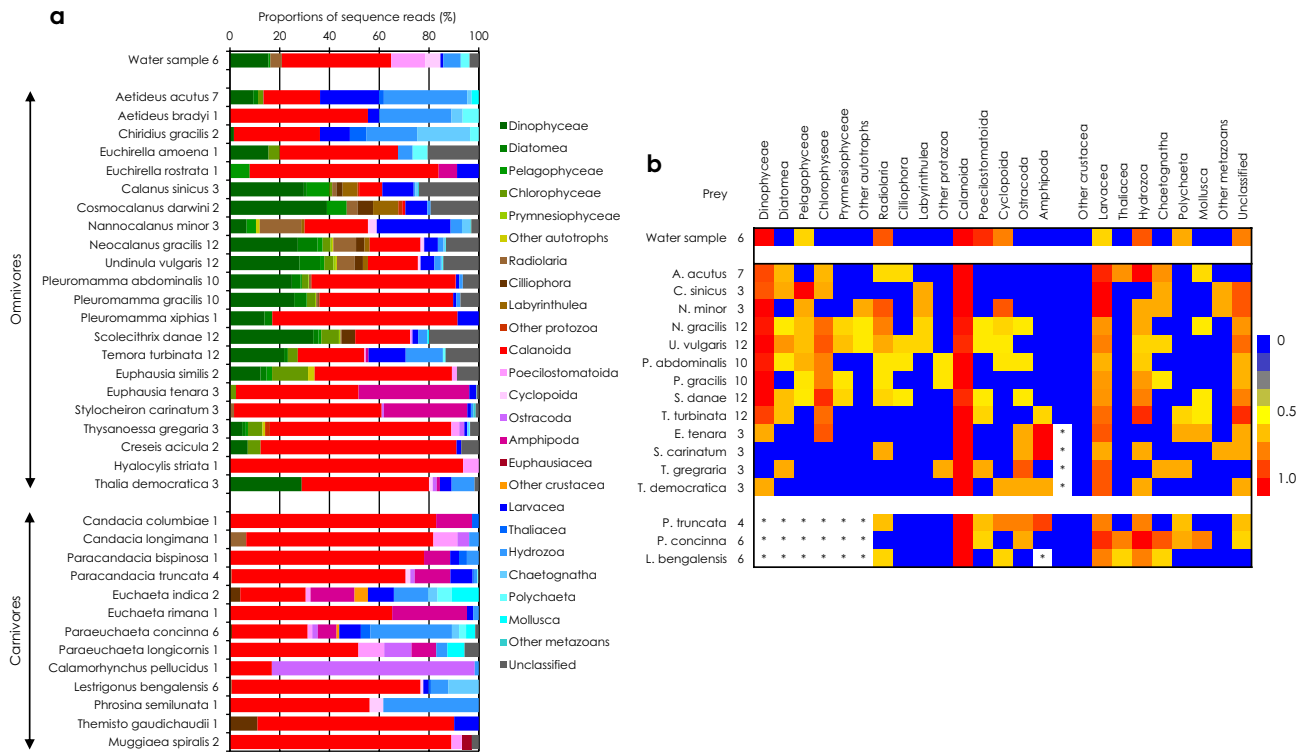 a
Proportions of sequence reads (%)
0 20 40 60 80 100
Water sample 6
Omnivores
Aetideus acutus 7
Aetideus bradyi 1
Chiridius gracilis 2
Euchirella amoena 1
Euchirella rostrata 1
Calanus sinicus 3
Cosmocalanus darwini 2
Nannocalanus minor 3
Neocalanus gracilis 12
Undinula vulgaris 12
Pleuromamma abdominalis 10
Pleuromamma gracilis 10
Pleuromamma xiphias 1
Scolecithrix danae 12
Temora turbinata 12
Euphausia similis 2
Euphausia tenara 3
Stylocheiron carinatum 3
Thysanoessa gregaria 3
Creseis acicula 2
Hyalocylis striata 1
Thalia democratica 3
Carnivores
Candacia columbiae 1
Candacia longimana 1
Paracandacia bispinosa 1
Paracandacia truncata 4
Euchaeta indica 2
Euchaeta rimana 1
Paraeuchaeta concinna 6
Paraeuchaeta longicornis 1
Calamorhynchus pellucidus 1
Lestrigonus bengalensis 6
Phrosina semilunata 1
Themisto gaudichaudii 1
Muggiaea spiralis 2
Dinophyceae
Diatomea
Pelagophyceae
Chlorophyceae
Prymnesiophyceae
Other autrophs
Radiolaria
Cilliophora
Labyrinthulea
Other protozoa
Calanoida
Poecilostomatoida
Cyclopoida
Ostracoda
Amphipoda
Euphausiacea
Other crustacea
Larvacea
Thaliacea
Hydrozoa
Chaetognatha
Polychaeta
Mollusca
Other metazoans
Unclassified
b
Prey
Dinophyceae
Diatomea
Pelagophyceae
Chlorophyseae
Prymnesiophyceae
Other autrophs
Radiolaria
Cilliophora
Labyrinthulea
Other protozoa
Calanoida
Poecilostomatoida
Cyclopoida
Ostracoda
Amphipoda
Other crustacea
Larvacea
Thaliacea
Hydrozoa
Chaetognatha
Polychaeta
Mollusca
Other metazoans
Unclassified
Water sample 6
A. acutus 7
C. sinicus 3
N. minor 3
N. gracilis 12
U. vulgaris 12
P. abdominalis 10
P. gracilis 10
S. danae 12
T. turbinata 12
E. tenara 3 *
S. carinatum 3 *
T. gregraria 3 *
T. democratica 3 *
P. truncata 4 * * * * * *
P. concinna 6 * * * * * *
L. bengalensis 6 * * * * * * *
0
0.5
1.0